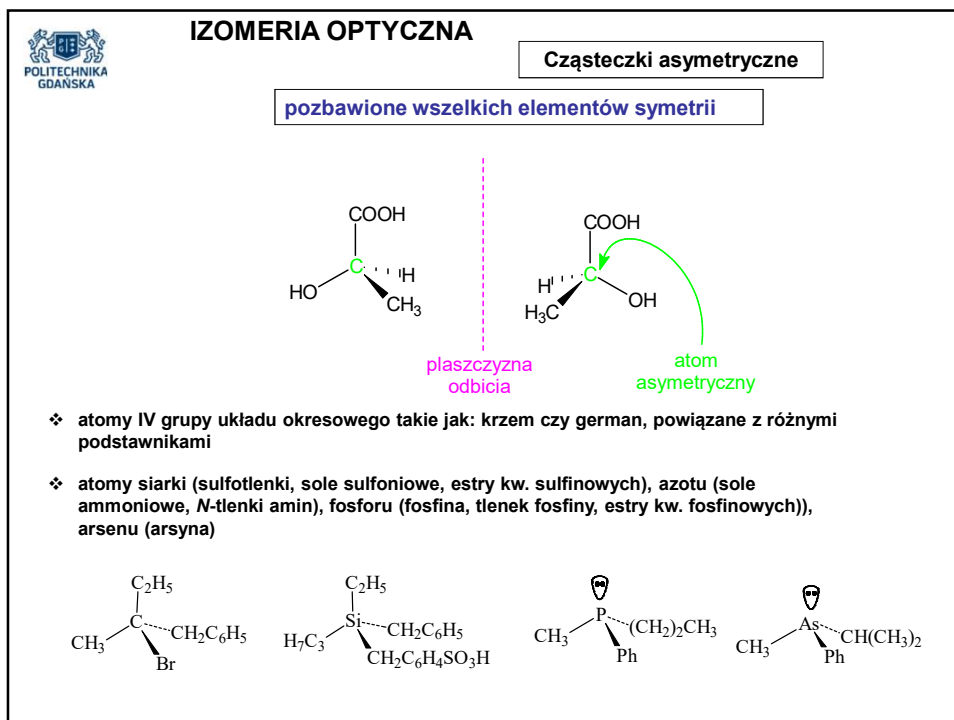 IZOMERIA OPTYCZNA
POLITECHNIKA
GDAŃSKA
Cząsteczki asymetryczne
pozbawione wszelkich elementów symetrii
COOH
C
H
HO
CH₃
COOH
C
H
OH
H₃C
plaszczyzna
odbicia
atom
asymetryczny
❖ atomy IV grupy układu okresowego takie jak: krzem czy german, powiązane z różnymi
podstawnikami
❖ atomy siarki (sulfotlenki, sole sulfoniowe, estry kw. sulfinowych), azotu (sole
ammoniowe, N-tlenki amin), fosforu (fosfina, tlenek fosfiny, estry kw. fosfinowych)),
arsenu (arsyna)
C₂H₅
C
CH₃
CH₂C₆H₅
Br
C₂H₅
Si
H₇C₃
CH₂C₆H₅
CH₂C₆H₄SO₃H
P
CH₃
(CH₂)₂CH₃
Ph
As
CH₃
CH(CH₃)₂
Ph